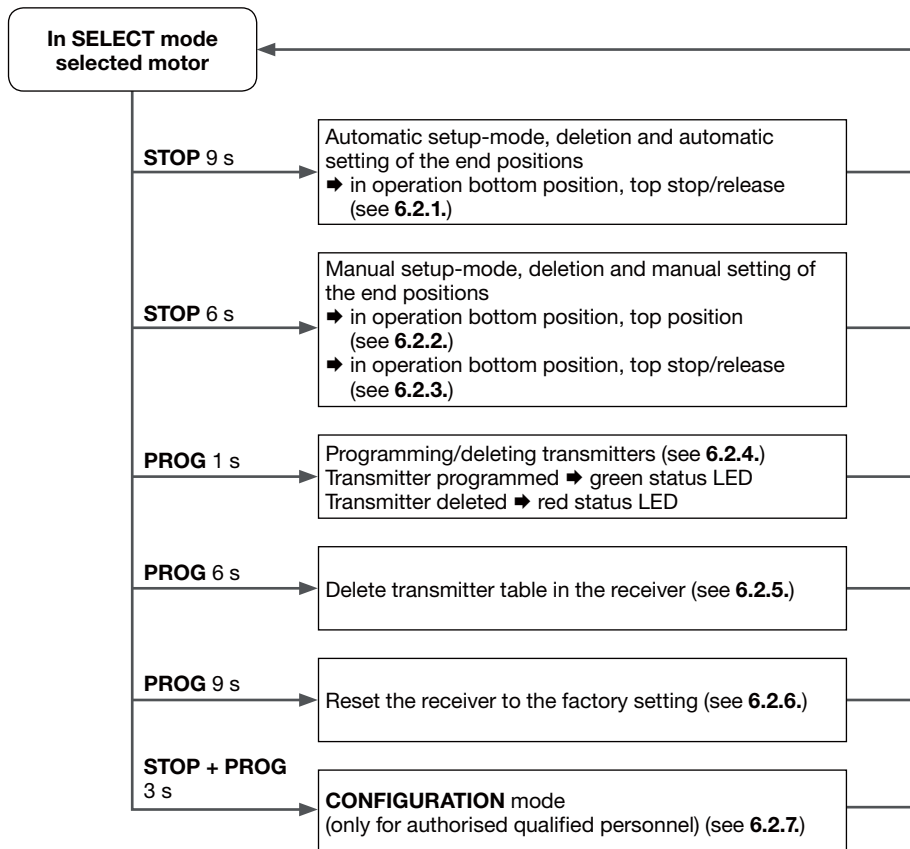 In SELECT mode
selected motor
STOP 9 s
Automatic setup-mode, deletion and automatic
setting of the end positions
➡ in operation bottom position, top stop/release
(see 6.2.1.)
STOP 6 s
Manual setup-mode, deletion and manual setting of
the end positions
➡ in operation bottom position, top position
(see 6.2.2.)
➡ in operation bottom position, top stop/release
(see 6.2.3.)
PROG 1 s
Programming/deleting transmitters (see 6.2.4.)
Transmitter programmed ➡ green status LED
Transmitter deleted ➡ red status LED
PROG 6 s
Delete transmitter table in the receiver (see 6.2.5.)
PROG 9 s
Reset the receiver to the factory setting (see 6.2.6.)
STOP + PROG
3 s
CONFIGURATION mode
(only for authorised qualified personnel) (see 6.2.7.)